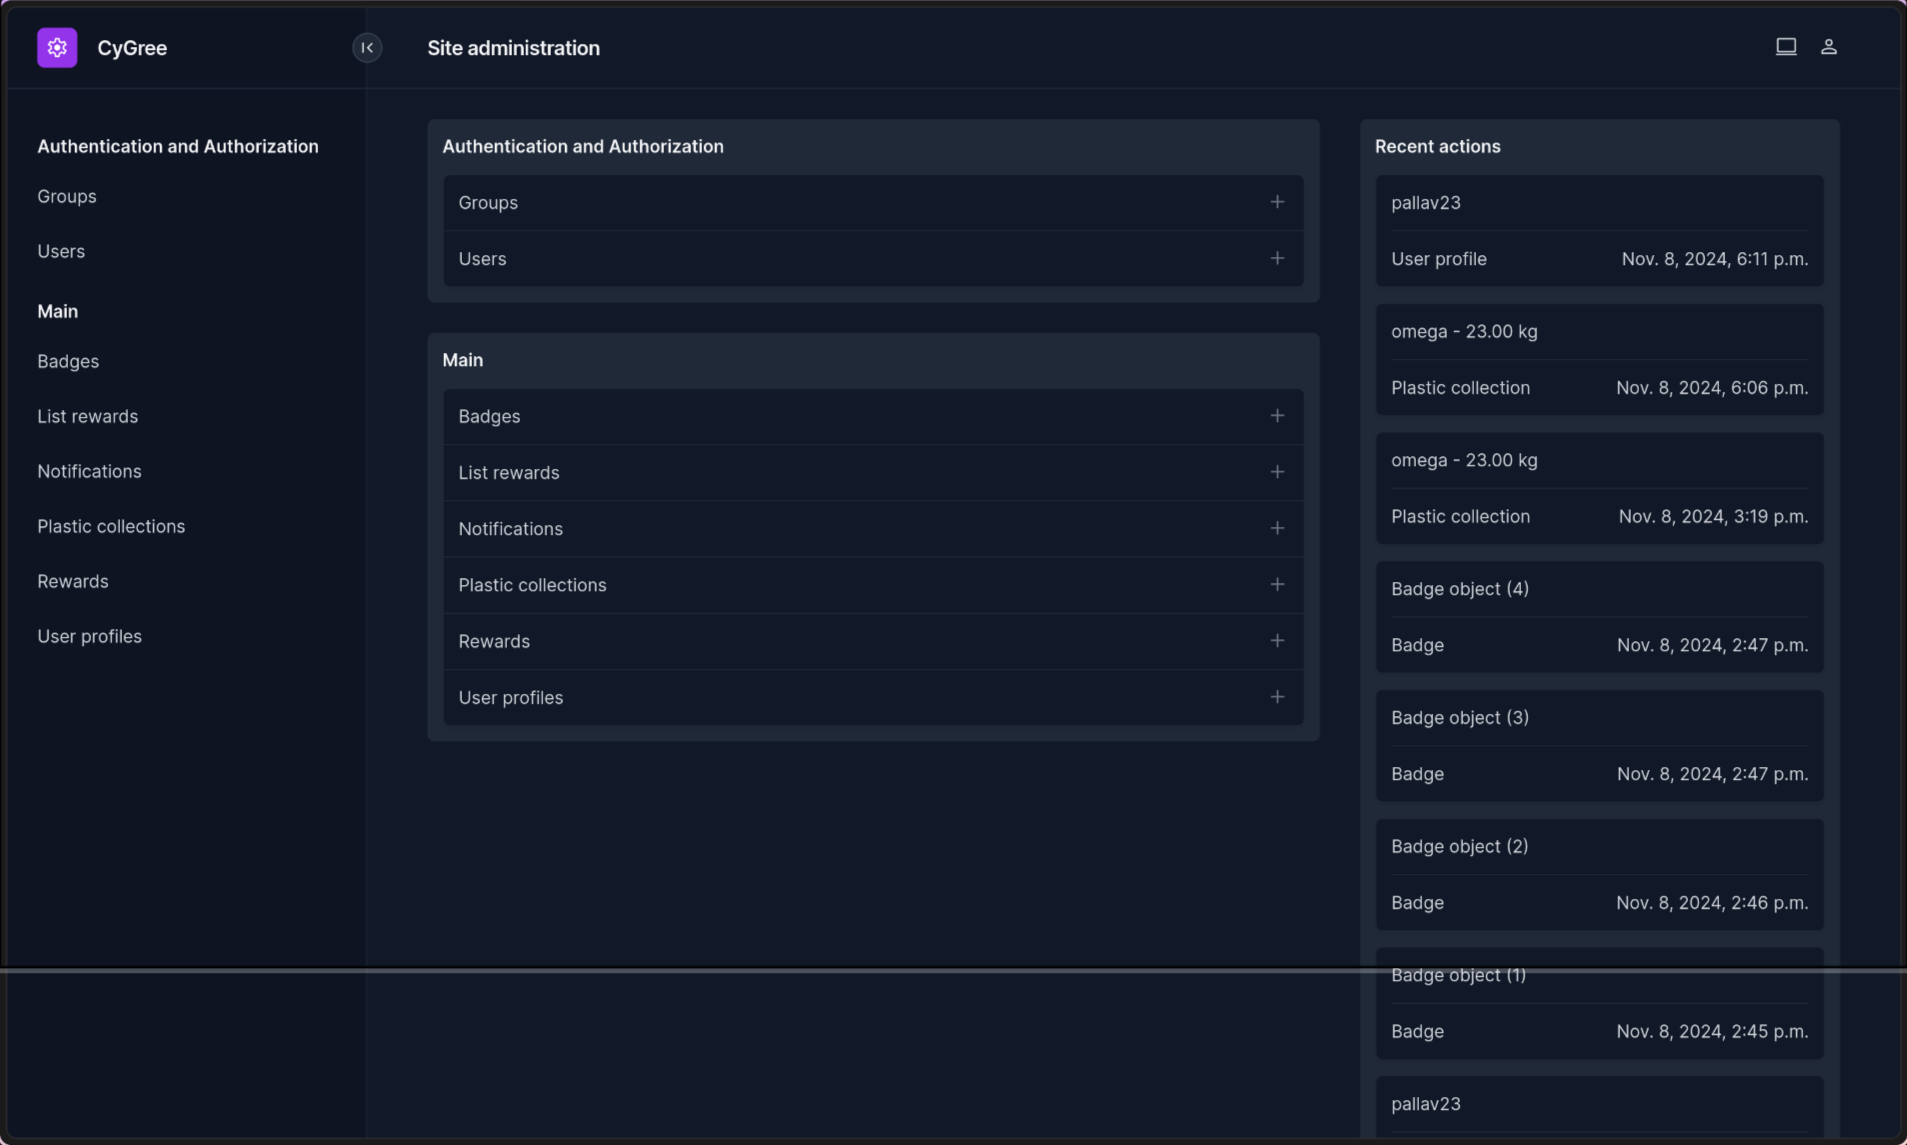 CyGree
Site administration
Authentication and Authorization
Groups
Users
Main
Badges
List rewards
Notifications
Plastic collections
Rewards
User profiles
Authentication and Authorization
Groups
Users
Main
Badges
List rewards
Notifications
Plastic collections
Rewards
User profiles
Recent actions
pallav23
User profile Nov. 8, 2024, 6:11 p.m.
omega - 23.00 kg
Plastic collection Nov. 8, 2024, 6:06 p.m.
omega - 23.00 kg
Plastic collection Nov. 8, 2024, 3:19 p.m.
Badge object (4)
Badge Nov. 8, 2024, 2:47 p.m.
Badge object (3)
Badge Nov. 8, 2024, 2:47 p.m.
Badge object (2)
Badge Nov. 8, 2024, 2:46 p.m.
Badge object (1)
Badge Nov. 8, 2024, 2:45 p.m.
pallav23